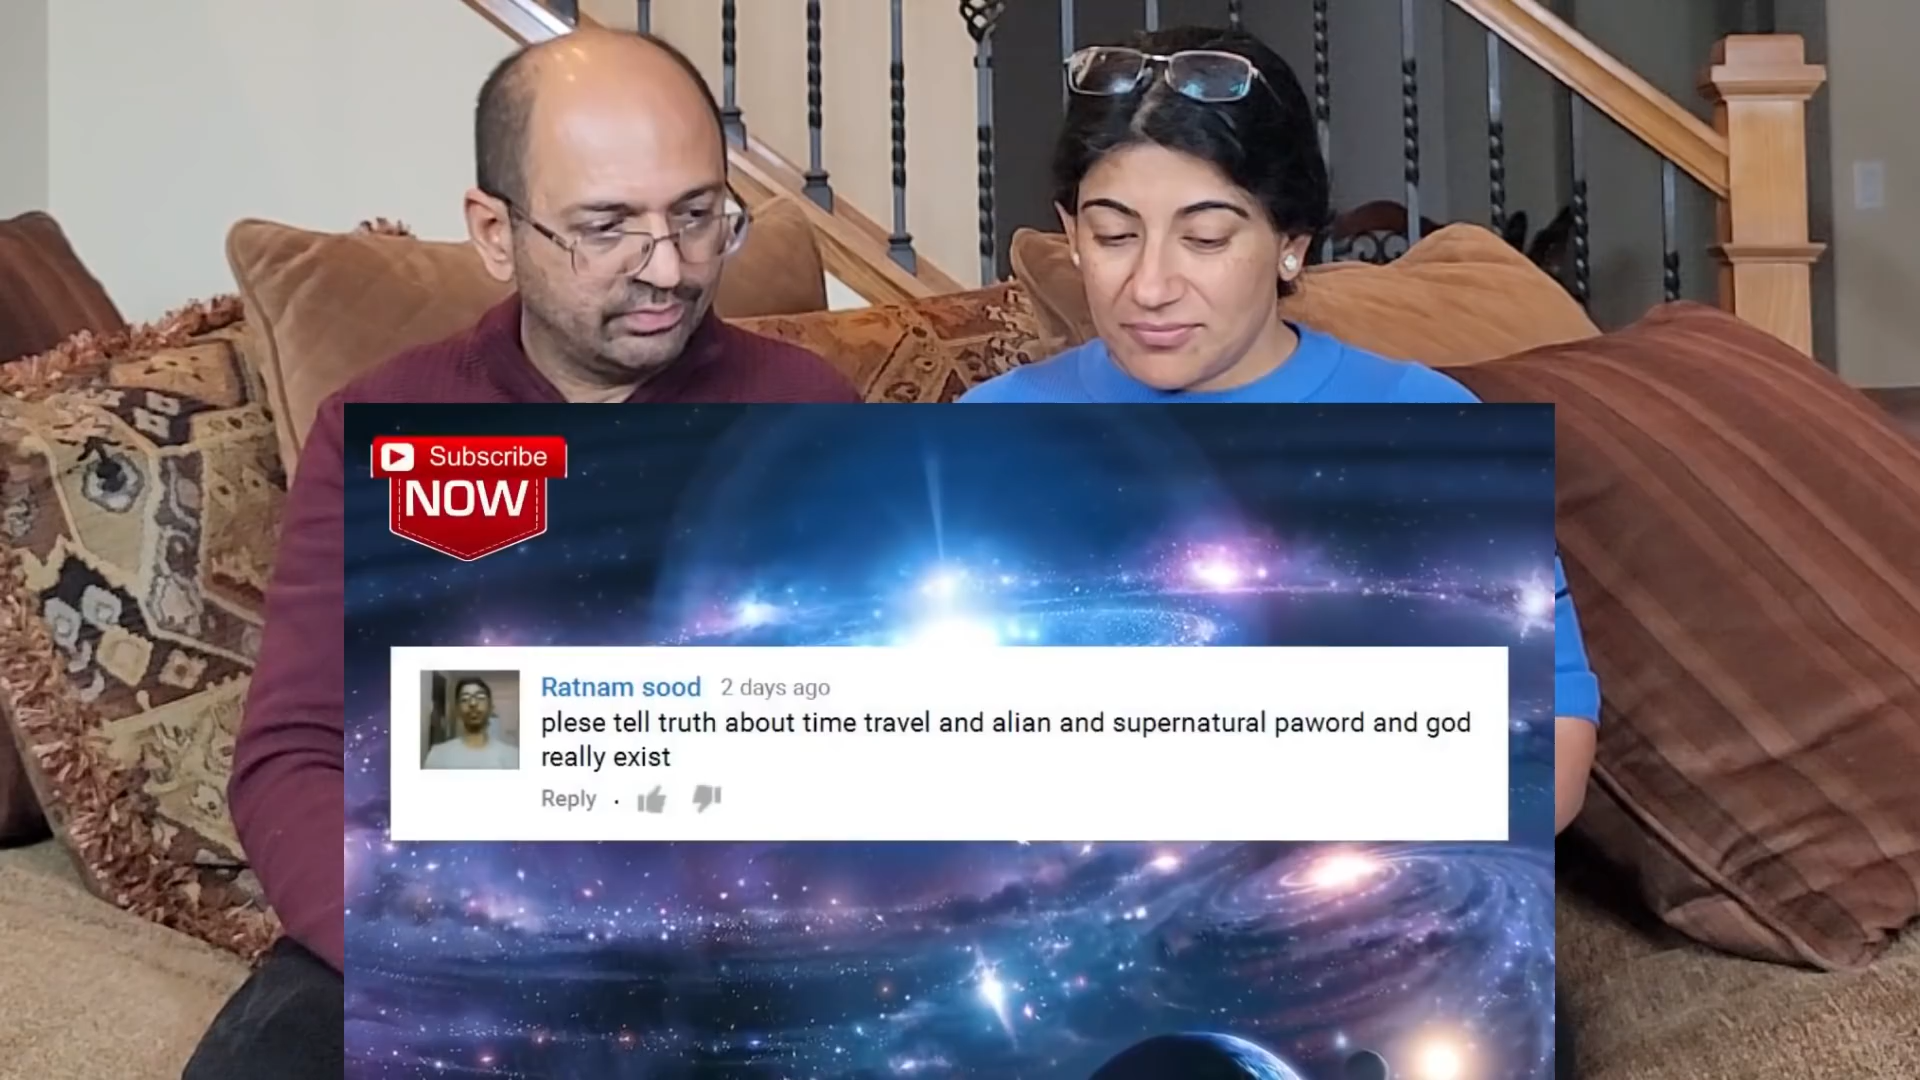 Subscribe
NOW
Ratnam sood 2 days ago
plese tell truth about time travel and alian and supernatural paword and god
really exist
Reply ·